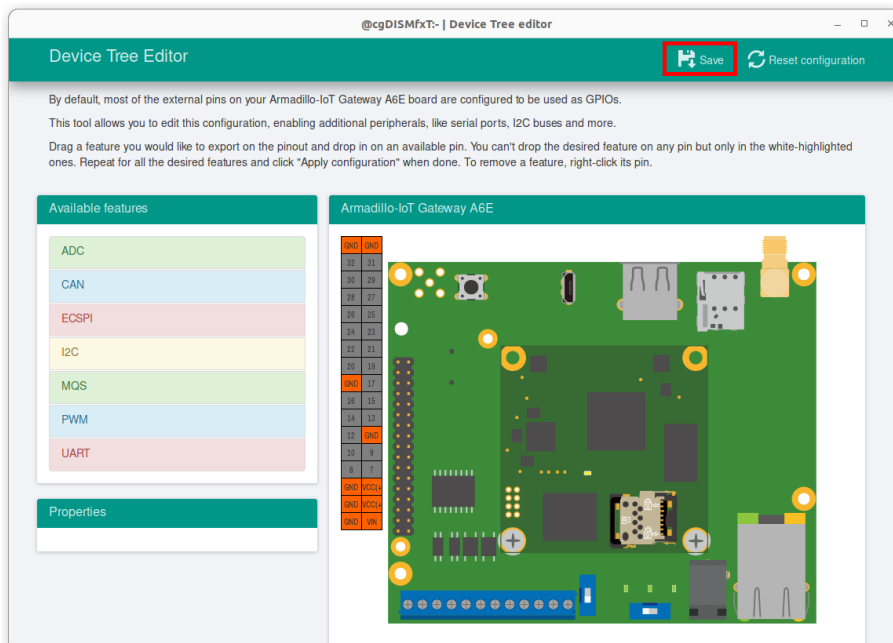 @cgDISMfxT:- | Device Tree editor
Device Tree Editor
Save
Reset configuration
By default, most of the external pins on your Armadillo-IoT Gateway A6E board are configured to be used as GPIOs.
This tool allows you to edit this configuration, enabling additional peripherals, like serial ports, I2C buses and more.
Drag a feature you would like to export on the pinout and drop in on an available pin. You can't drop the desired feature on any pin but only in the white-highlighted
ones. Repeat for all the desired features and click "Apply configuration" when done. To remove a feature, right-click its pin.
Available features
ADC
CAN
ECSPI
I2C
MQS
PWM
UART
Properties
Armadillo-IoT Gateway A6E
GND GND
32 31
30 29
28 27
26 25
24 23
22 21
20 19
GND 17
16 15
14 13
12 GND
10 9
8 7
GND VCC(+
GND VCC(+
GND VIN